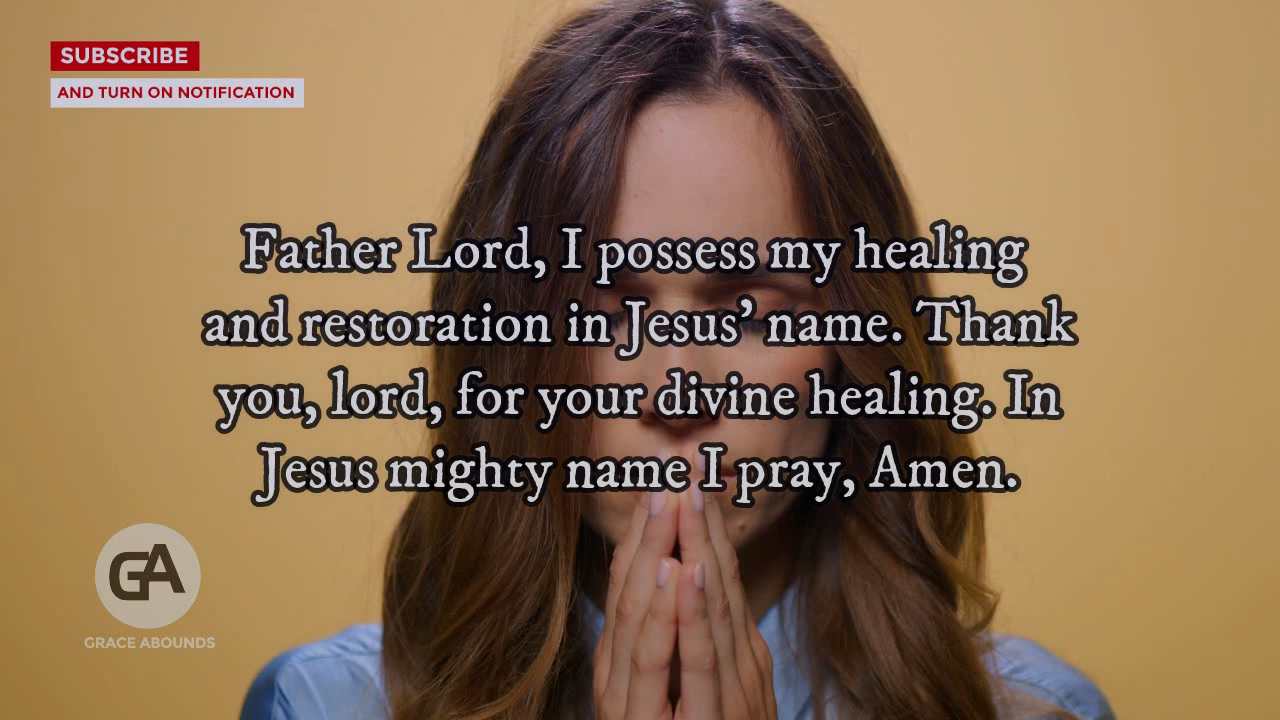 SUBSCRIBE
AND TURN ON NOTIFICATION
Father Lord, I possess my healing
and restoration in Jesus’ name. Thank
you, lord, for your divine healing. In
Jesus mighty name I pray, Amen.
GA
GRACE ABOUNDS